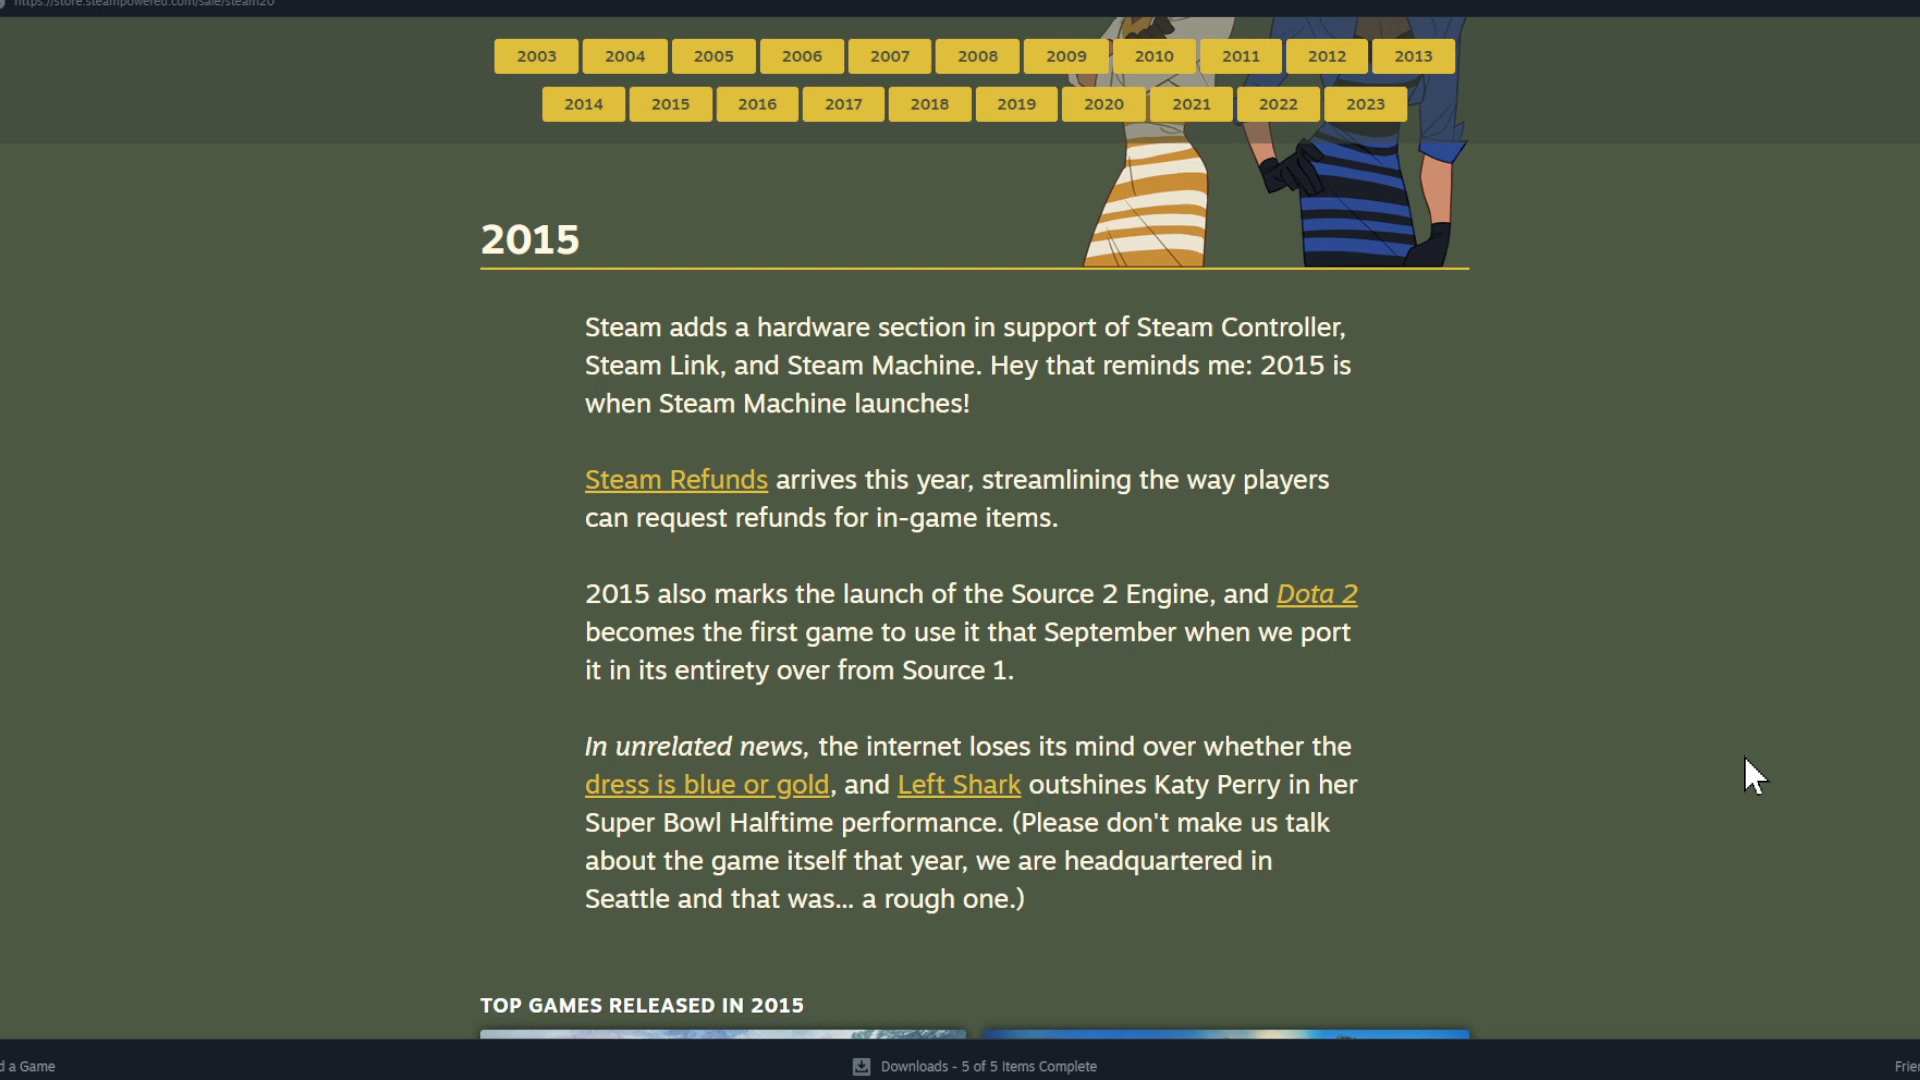 https://store.steampowered.com/sale/steam20
2003 2004 2005 2006 2007 2008 2009 2010 2011 2012 2013
2014 2015 2016 2017 2018 2019 2020 2021 2022 2023
2015
Steam adds a hardware section in support of Steam Controller,
Steam Link, and Steam Machine. Hey that reminds me: 2015 is
when Steam Machine launches!
Steam Refunds arrives this year, streamlining the way players
can request refunds for in-game items.
2015 also marks the launch of the Source 2 Engine, and Dota 2
becomes the first game to use it that September when we port
it in its entirety over from Source 1.
In unrelated news, the internet loses its mind over whether the
dress is blue or gold, and Left Shark outshines Katy Perry in her
Super Bowl Halftime performance. (Please don't make us talk
about the game itself that year, we are headquartered in
Seattle and that was... a rough one.)
TOP GAMES RELEASED IN 2015
d a Game Downloads - 5 of 5 Items Complete Frie